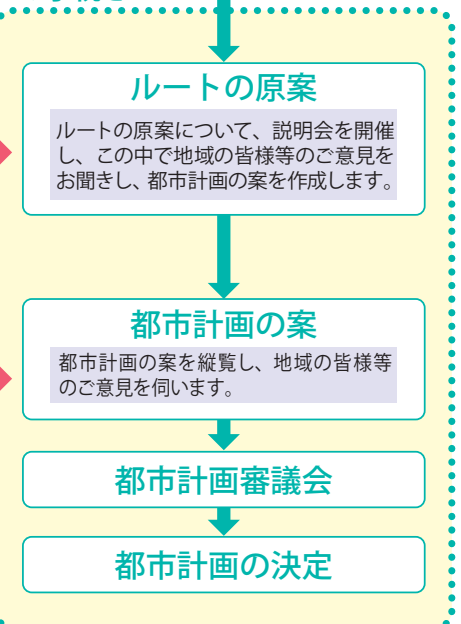 ルートの原案
ルートの原案について、説明会を開催
し、この中で地域の皆様等のご意見を
お聞きし、都市計画の案を作成します。
都市計画の案
都市計画の案を縦覧し、地域の皆様等
のご意見を伺います。
都市計画審議会
都市計画の決定